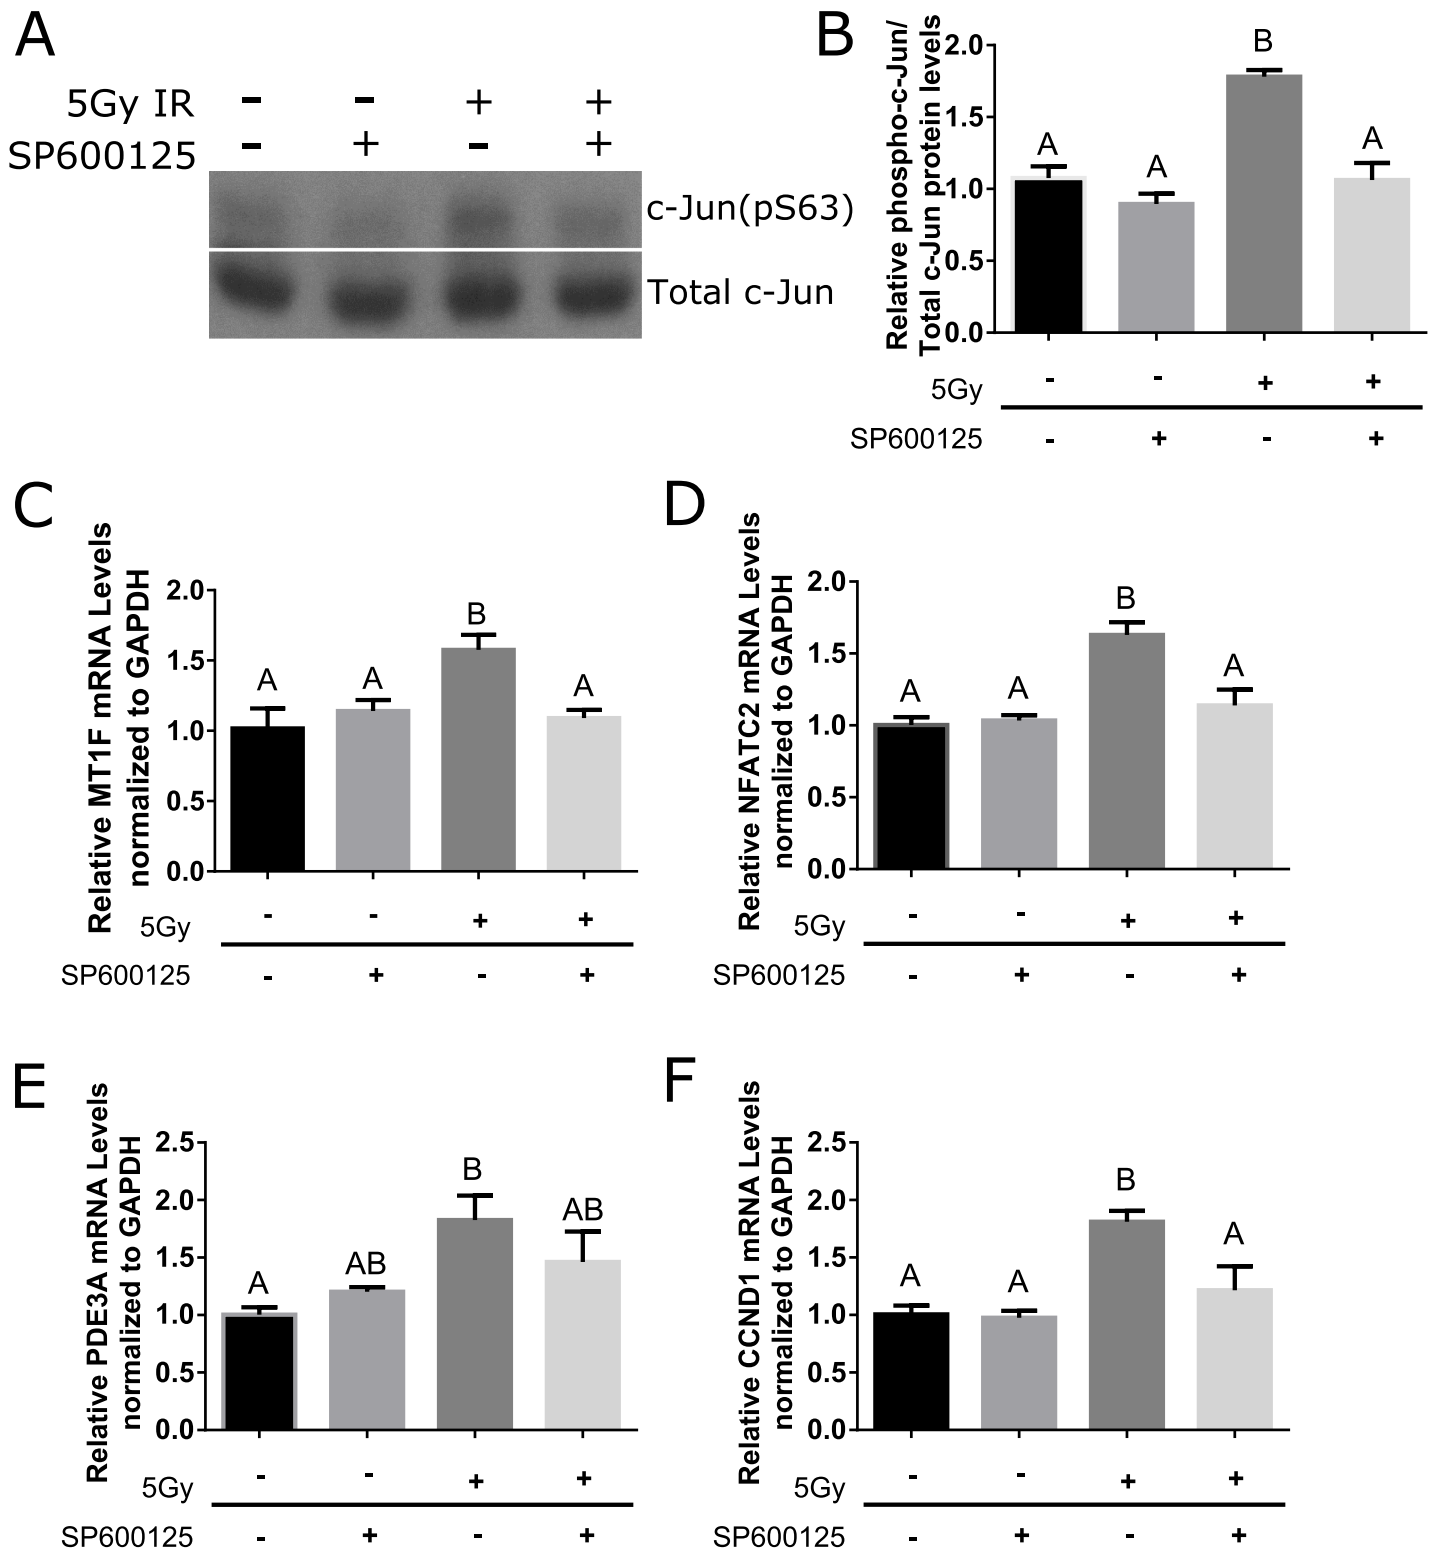 A
5Gy IR - - + +
SP600125 - + - +
c-Jun(pS63)
Total c-Jun
B
Relative phospho-c-Jun/
Total c-Jun protein levels
2.0
1.5
1.0
0.5
0.0
A A B A
5Gy - - + +
SP600125 - + - +
C
Relative MT1F mRNA Levels
normalized to GAPDH
2.0
1.5
1.0
0.5
0.0
A A B A
5Gy - - + +
SP600125 - + - +
D
Relative NFATC2 mRNA Levels
normalized to GAPDH
2.0
1.5
1.0
0.5
0.0
A A B A
5Gy - - + +
SP600125 - + - +
E
Relative PDE3A mRNA Levels
normalized to GAPDH
2.5
2.0
1.5
1.0
0.5
0.0
A AB B AB
5Gy - - + +
SP600125 - + - +
F
Relative CCND1 mRNA Levels
normalized to GAPDH
2.5
2.0
1.5
1.0
0.5
0.0
A A B A
5Gy - - + +
SP600125 - + - +